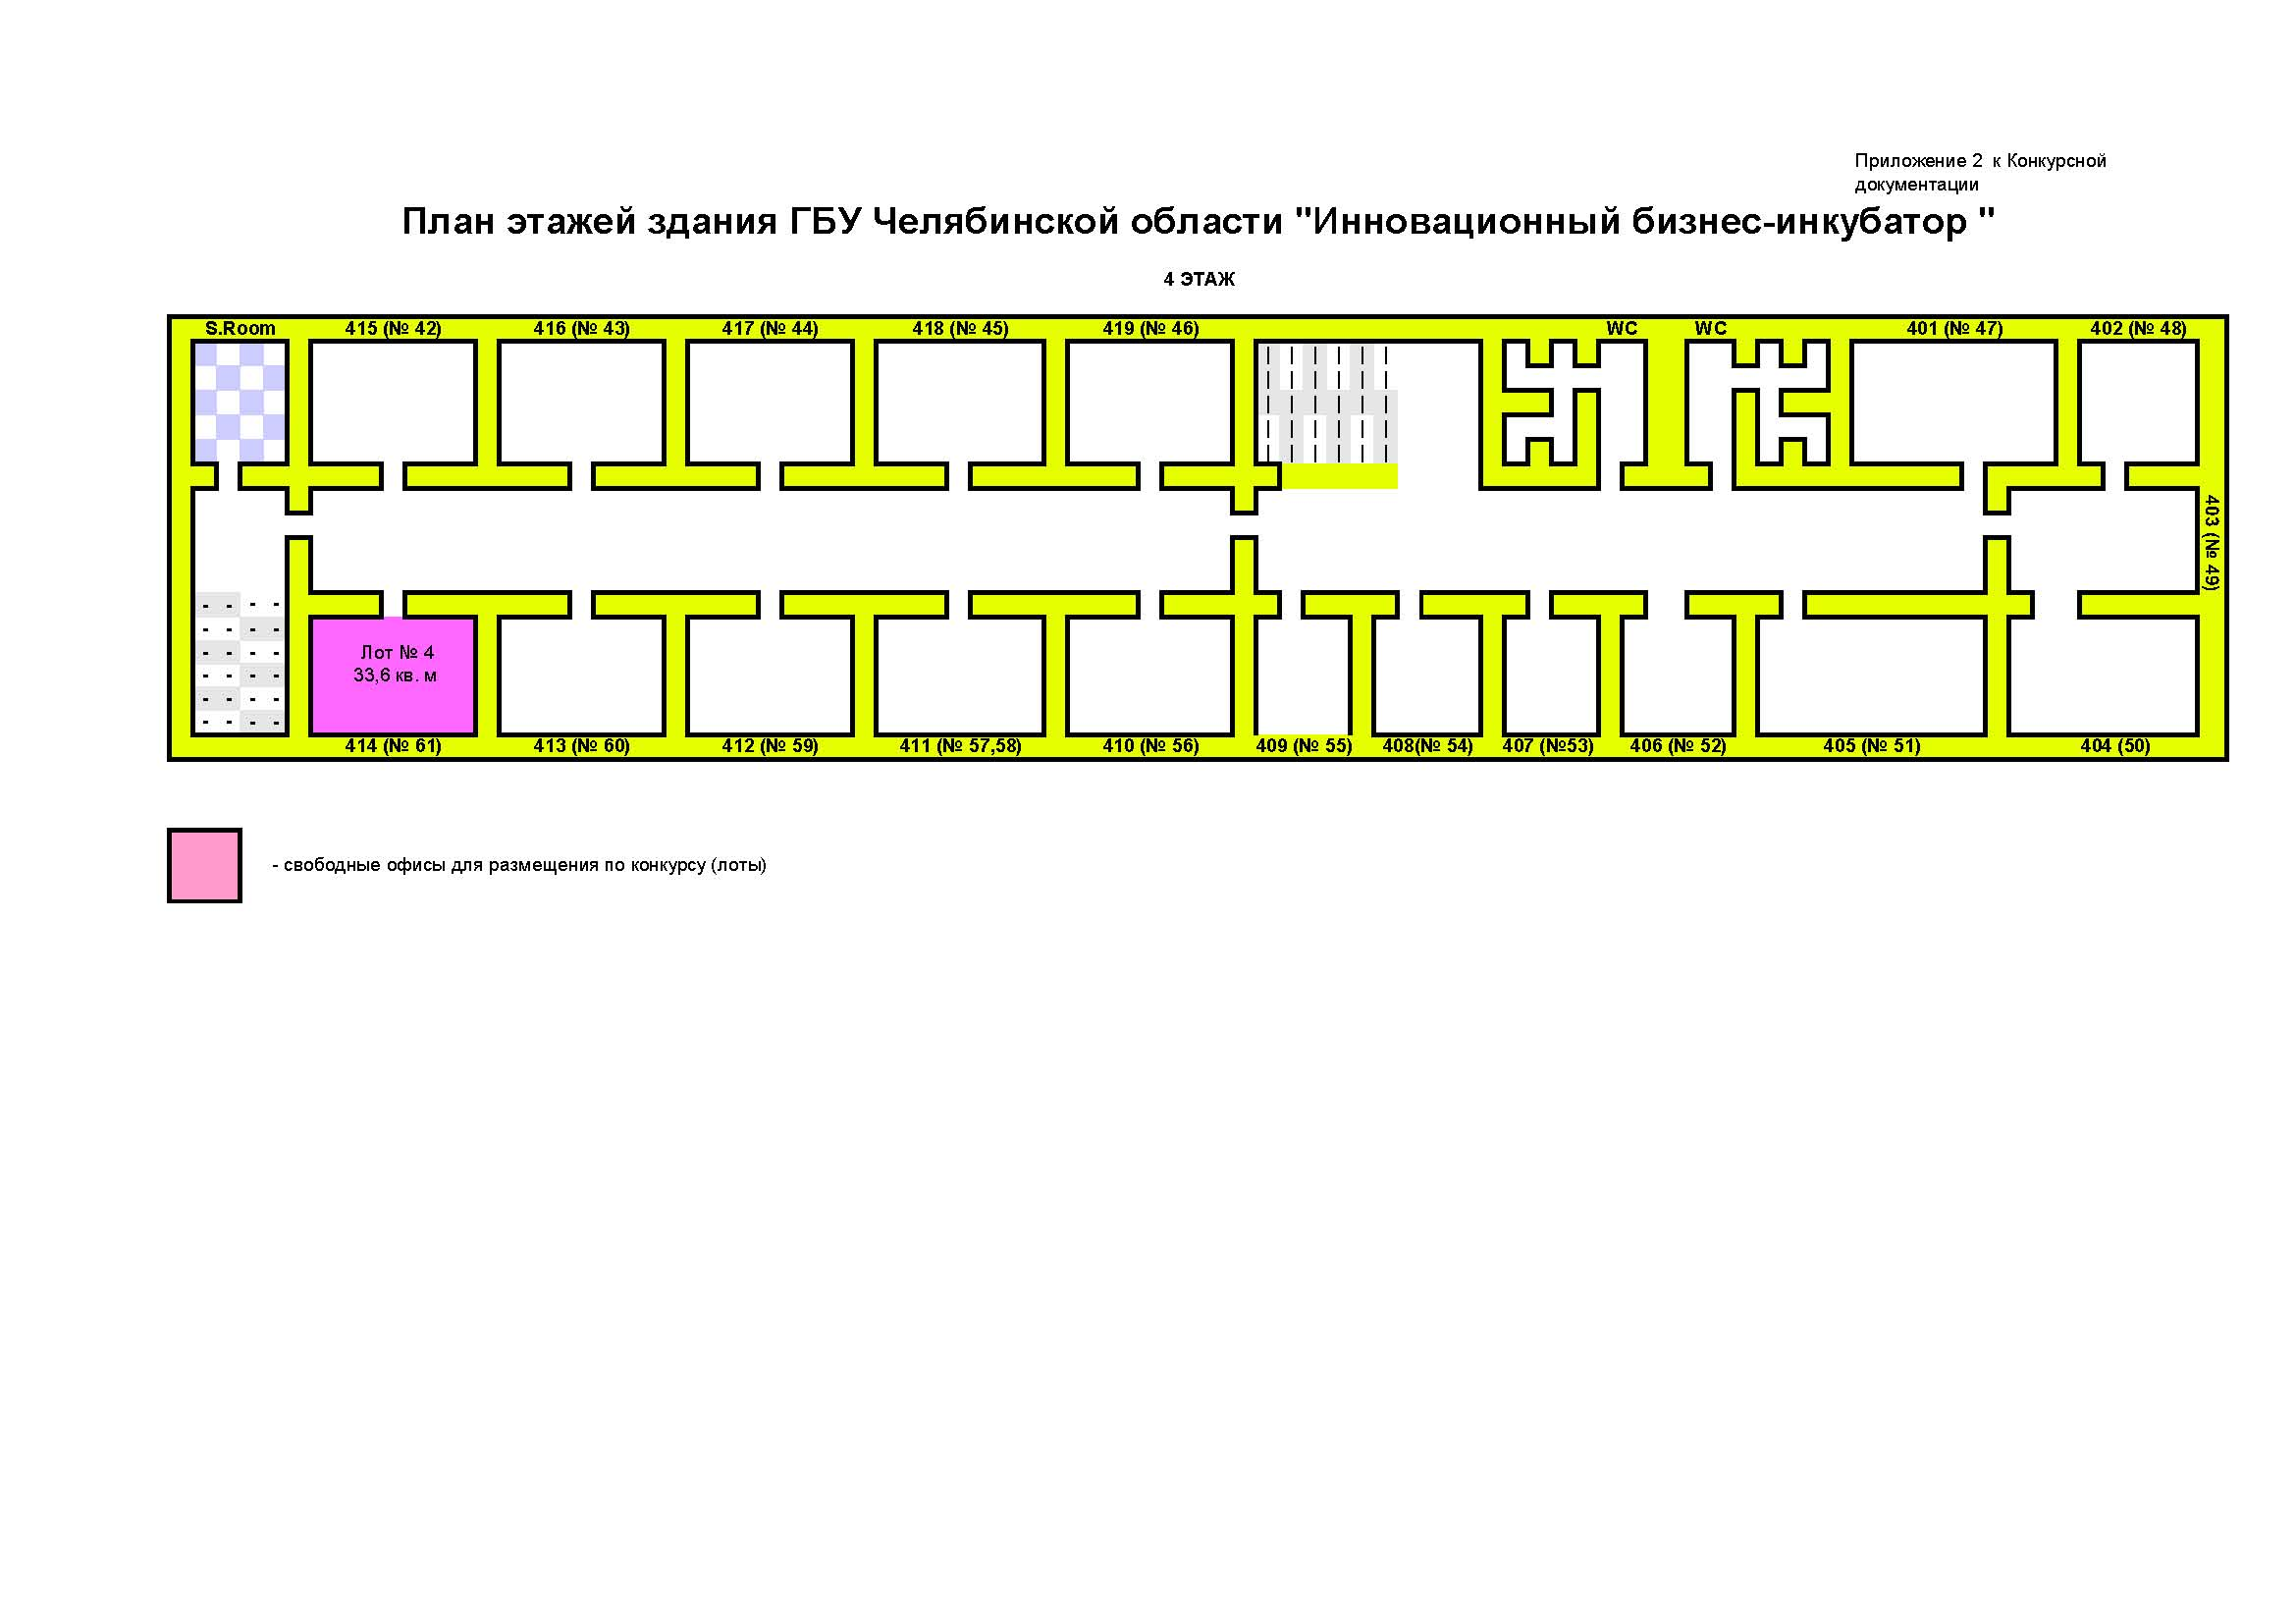 Приложение 2 к Конкурсной
документации
План этажей здания ГБУ Челябинской области "Инновационный бизнес-инкубатор "
4 ЭТАЖ
S.Room 415 (№ 42) 416 (№ 43) 417 (№ 44) 418 (№ 45) 419 (№ 46) WC WC 401 (№ 47) 402 (№ 48)
403 (№ 49)
Лот № 4
33,6 кв. м
414 (№ 61) 413 (№ 60) 412 (№ 59) 411 (№ 57,58) 410 (№ 56) 409 (№ 55) 408(№ 54) 407 (№53) 406 (№ 52) 405 (№ 51) 404 (50)
- свободные офисы для размещения по конкурсу (лоты)